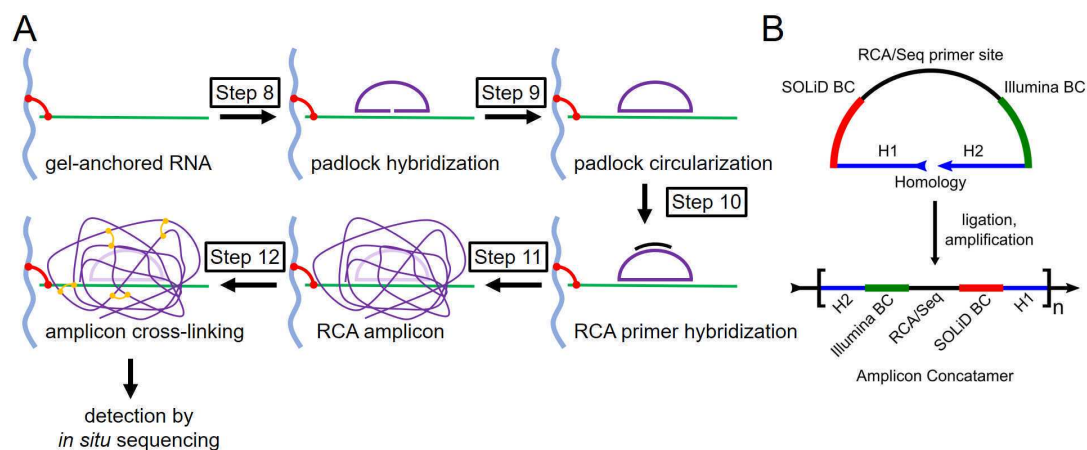 A
Step 8
Step 9
gel-anchored RNA
padlock hybridization
padlock circularization
Step 10
Step 12
Step 11
amplicon cross-linking
RCA amplicon
RCA primer hybridization
detection by
in situ sequencing
B
RCA/Seq primer site
SOLiD BC
Illumina BC
H1
H2
Homology
ligation,
amplification
H2
Illumina BC
RCA/Seq
SOLiD BC
H1
n
Amplicon Concatamer